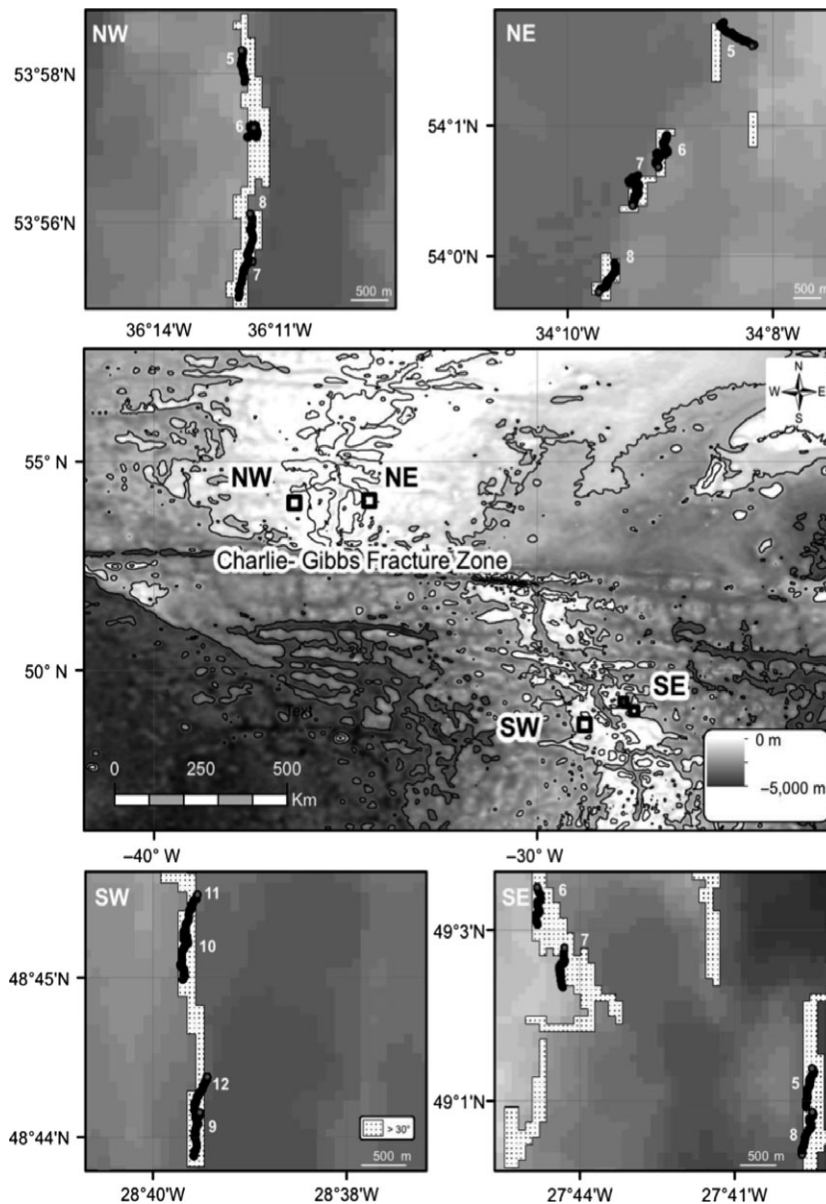 NW
53°58'N
53°56'N
5
6
8
7
500 m
36°14'W
36°11'W
NE
54°1'N
54°0'N
5
6
7
8
500 m
34°10'W
34°8'W
N
W E
S
55° N
NW
NE
Charlie- Gibbs Fracture Zone
50° N
SE
SW
Text
0 250 500
Km
0 m
−5,000 m
−40° W
−30° W
SW
11
10
12
9
48°45'N
48°44'N
> 30°
500 m
28°40'W
28°38'W
SE
6
7
5
8
49°3'N
49°1'N
500 m
27°44'W
27°41'W